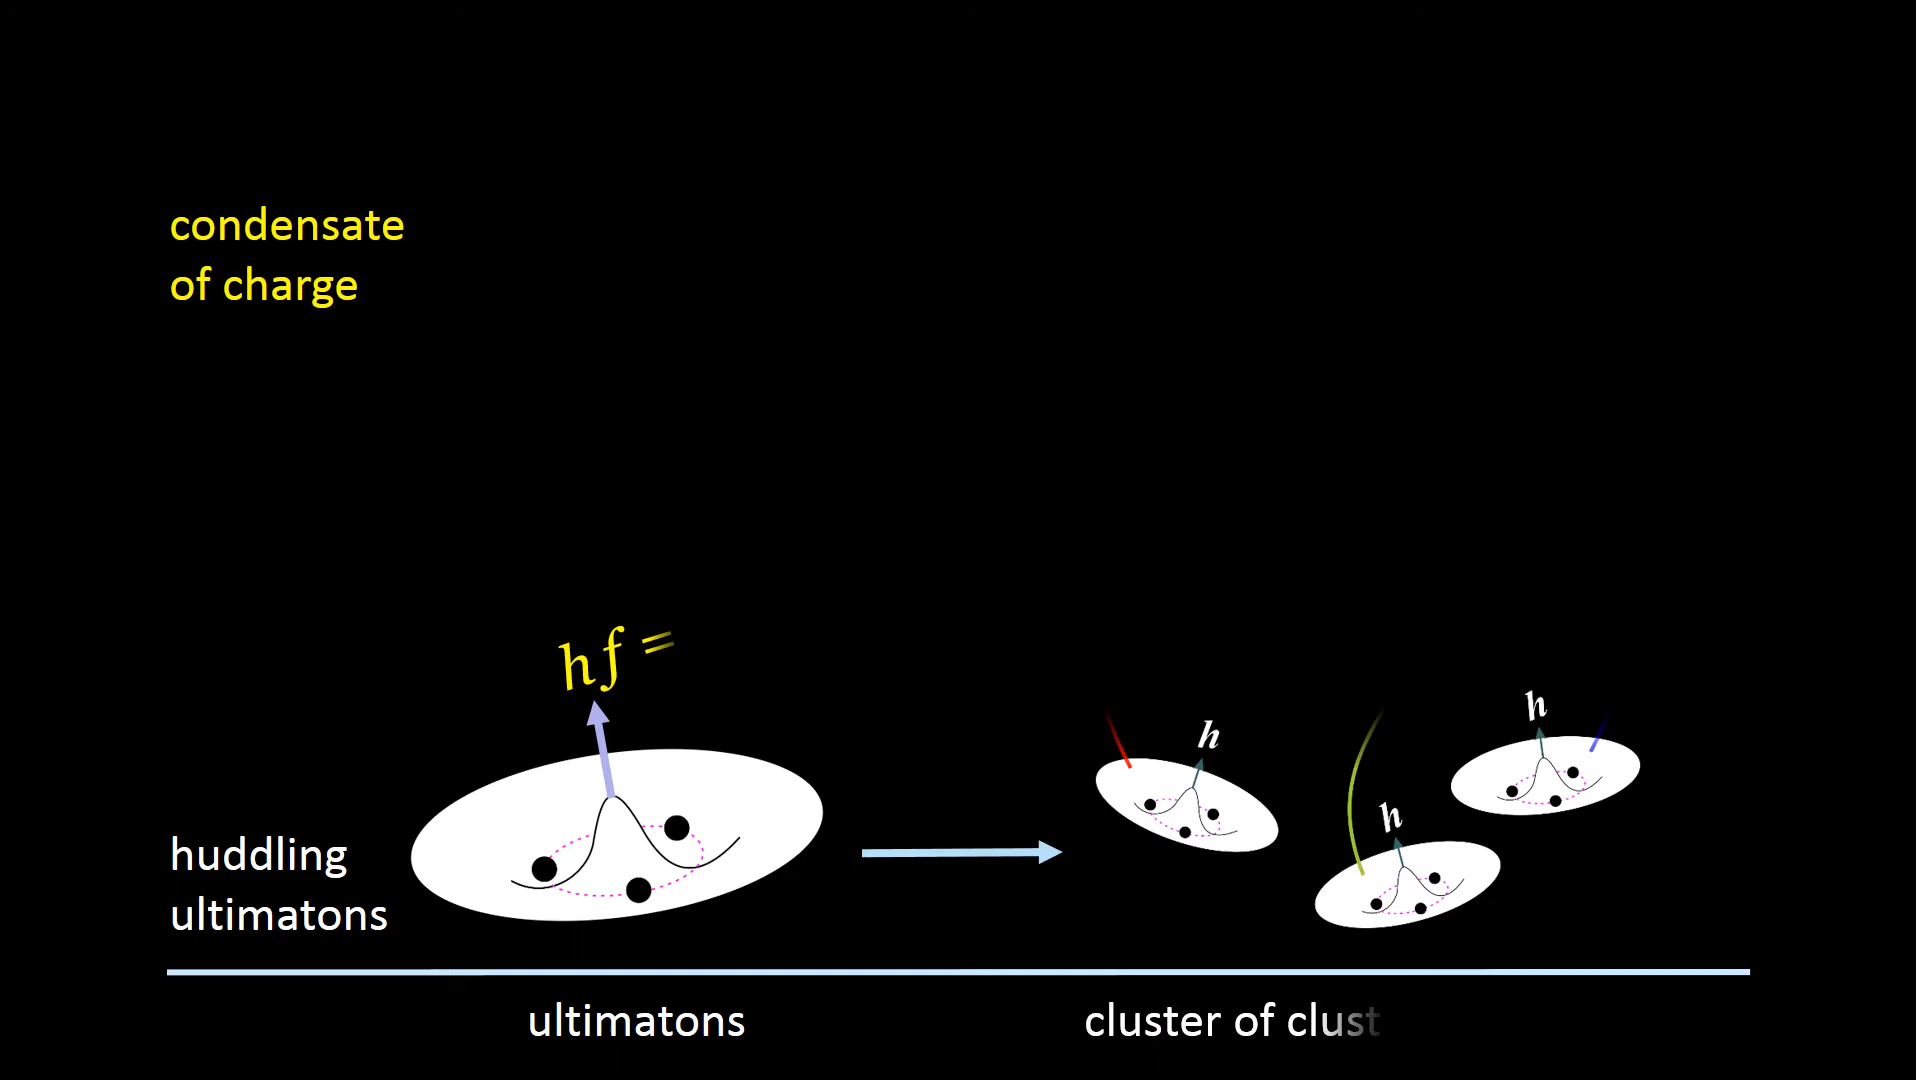 condensate
of charge
hf =
h
h
h
huddling
ultimatons
ultimatons
cluster of clust